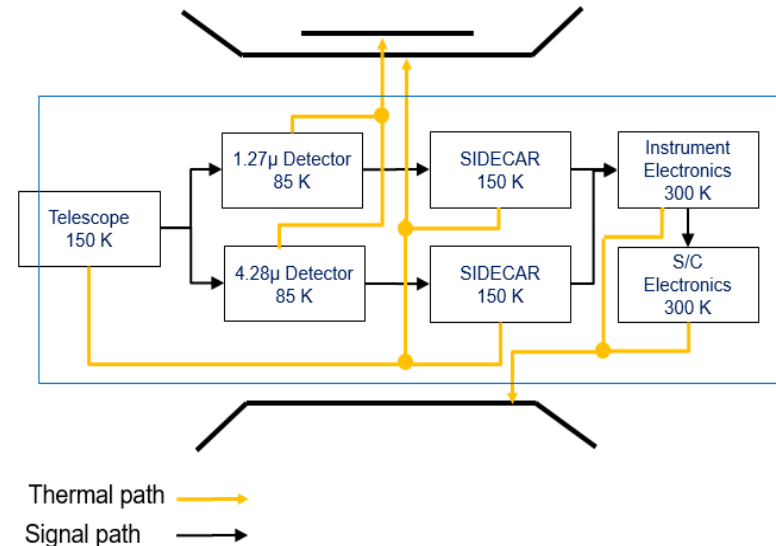 1.27μ Detector
85 K
SIDECAR
150 K
Instrument
Electronics
300 K
Telescope
150 K
4.28μ Detector
85 K
SIDECAR
150 K
S/C
Electronics
300 K
Thermal path
Signal path